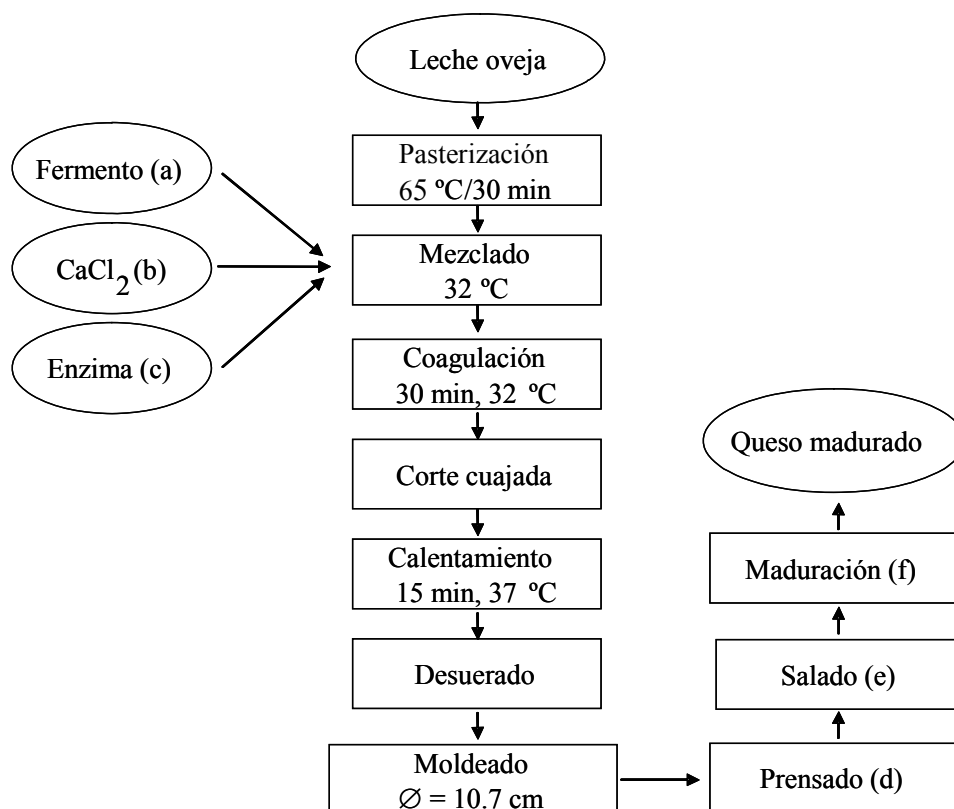 Leche oveja
Pasterización
65 ºC/30 min
Fermento (a)
CaCl2 (b)
Enzima (c)
Mezclado
32 ºC
Coagulación
30 min, 32 ºC
Corte cuajada
Calentamiento
15 min, 37 ºC
Desuerado
Moldeado
∅ = 10.7 cm
Prensado (d)
Salado (e)
Maduración (f)
Queso madurado